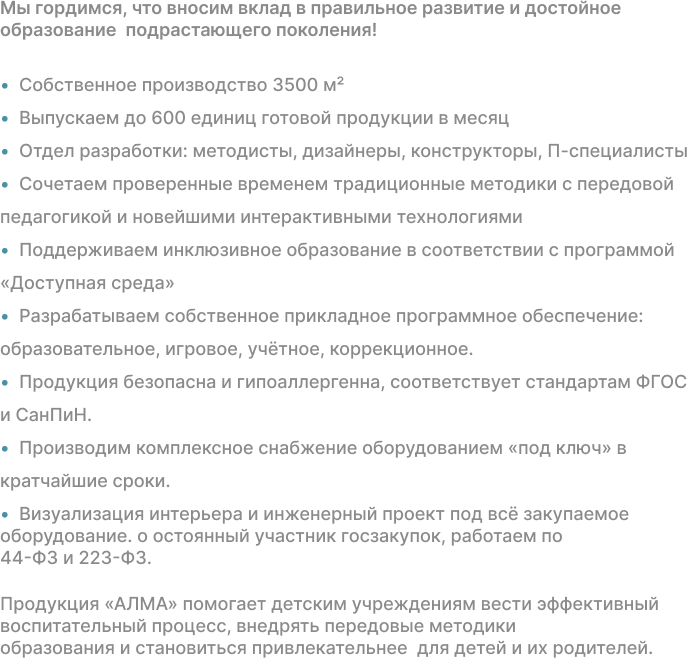 Мы гордимся, что вносим вклад в правильное развитие и достойное
образование  подрастающего поколения!
•  Собственное производство 3500 м²
•  Выпускаем до 600 единиц готовой продукции в месяц
•  Отдел разработки: методисты, дизайнеры, конструкторы, П-специалисты
•  Сочетаем проверенные временем традиционные методики с передовой
педагогикой и новейшими интерактивными технологиями
•  Поддерживаем инклюзивное образование в соответствии с программой
«Доступная среда»
•  Разрабатываем собственное прикладное программное обеспечение:
образовательное, игровое, учётное, коррекционное.
•  Продукция безопасна и гипоаллергенна, соответствует стандартам ФГОС
и СанПиН.
•  Производим комплексное снабжение оборудованием «под ключ» в
кратчайшие сроки.
•  Визуализация интерьера и инженерный проект под всё закупаемое
оборудование. о остоянный участник госзакупок, работаем по
44-ФЗ и 223-ФЗ.
Продукция «АЛМА» помогает детским учреждениям вести эффективный
воспитательный процесс, внедрять передовые методики
образования и становиться привлекательнее  для детей и их родителей.